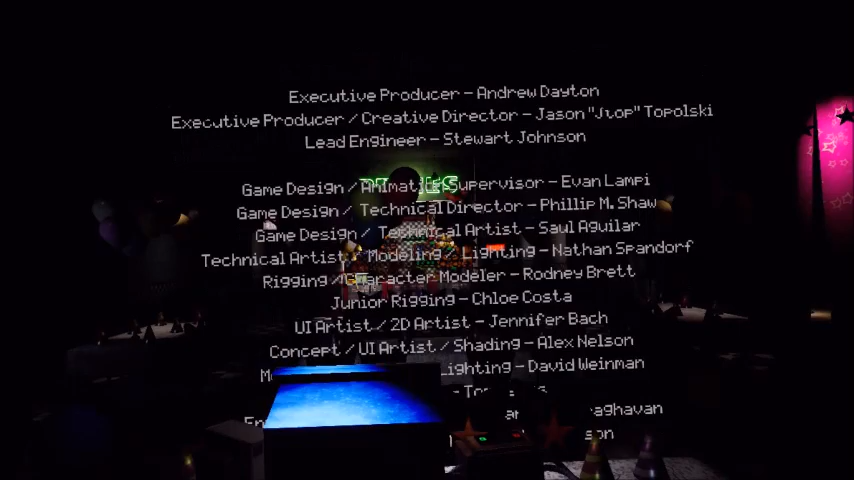 Executive Producer - Andrew Dayton
Executive Producer / Creative Director - Jason "Jtop" Topolski
Lead Engineer - Stewart Johnson
Game Design / Animatics Supervisor - Evan Lampi
Game Design / Technical Director - Phillip M. Shaw
Game Design / Technical Artist - Saul Aguilar
Technical Artist / Modeling / Lighting - Nathan Spandorf
Rigging / Character Modeler - Rodney Brett
Junior Rigging - Chloe Costa
UI Artist / 2D Artist - Jennifer Bach
Concept / UI Artist / Shading - Alex Nelson
Lighting - David Weinman